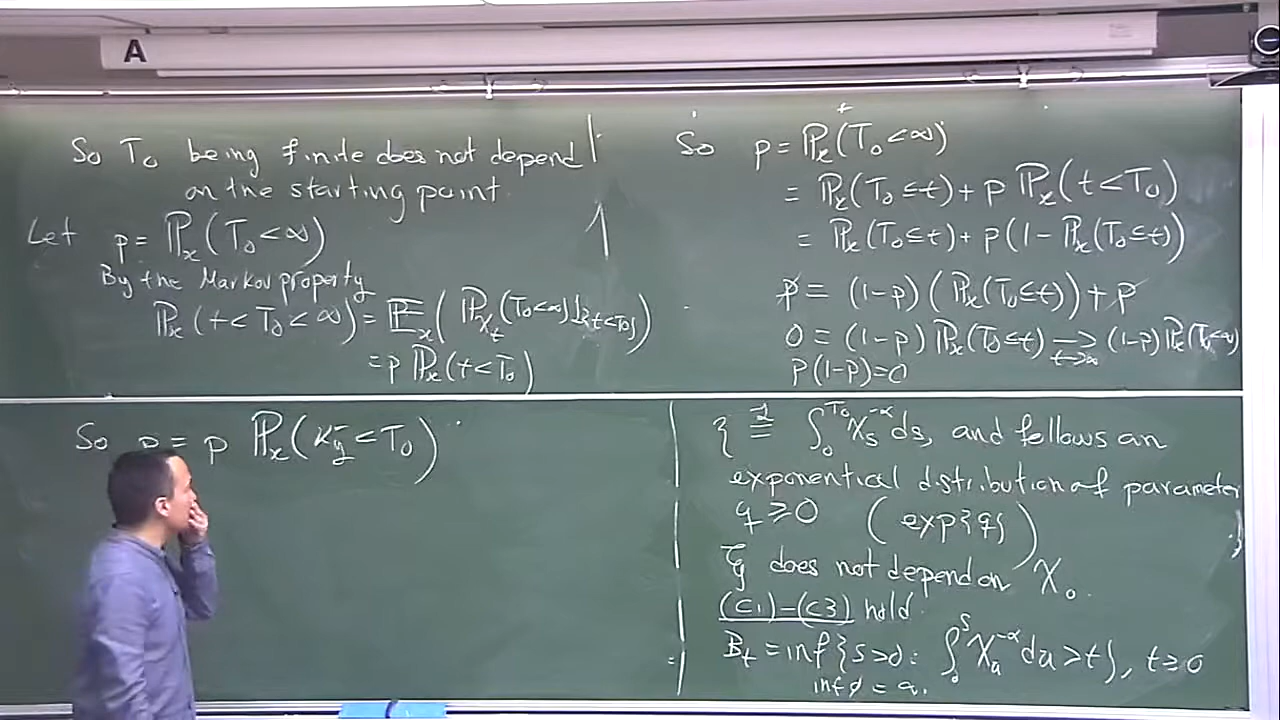 A
So T₀ being finite does not depend
on the starting point.
Let p = ℙₓ(T₀<∞)
By the Markov property
ℙₓ(t<T₀<∞) = 𝔼ₓ(ℙ_{X_t}(T₀<∞) 1_{t<T₀})
= p ℙₓ(t<T₀)
So p = ℙₓ(T₀<∞)
= ℙₓ(T₀≤t) + p ℙₓ(t<T₀)
= ℙₓ(T₀≤t) + p(1-ℙₓ(T₀≤t))
p = (1-p)(ℙₓ(T₀≤t)) + p
0 = (1-p) ℙₓ(T₀≤t) →_{t→∞} (1-p) ℙₓ(T₀<∞)
p(1-p)=0
So p = p ℙₓ(K_y^-<T₀)
∫₀^{T₀} X_s^{-α} ds, and follows an
exponential distribution of parameter
q ≥ 0 (exp{q})
does not depend on X₀.
(C1)-(C3) hold
B_t = inf{s>0: ∫₀^s X_u^{-α} du > t}, t≥0
inf ∅ = a.